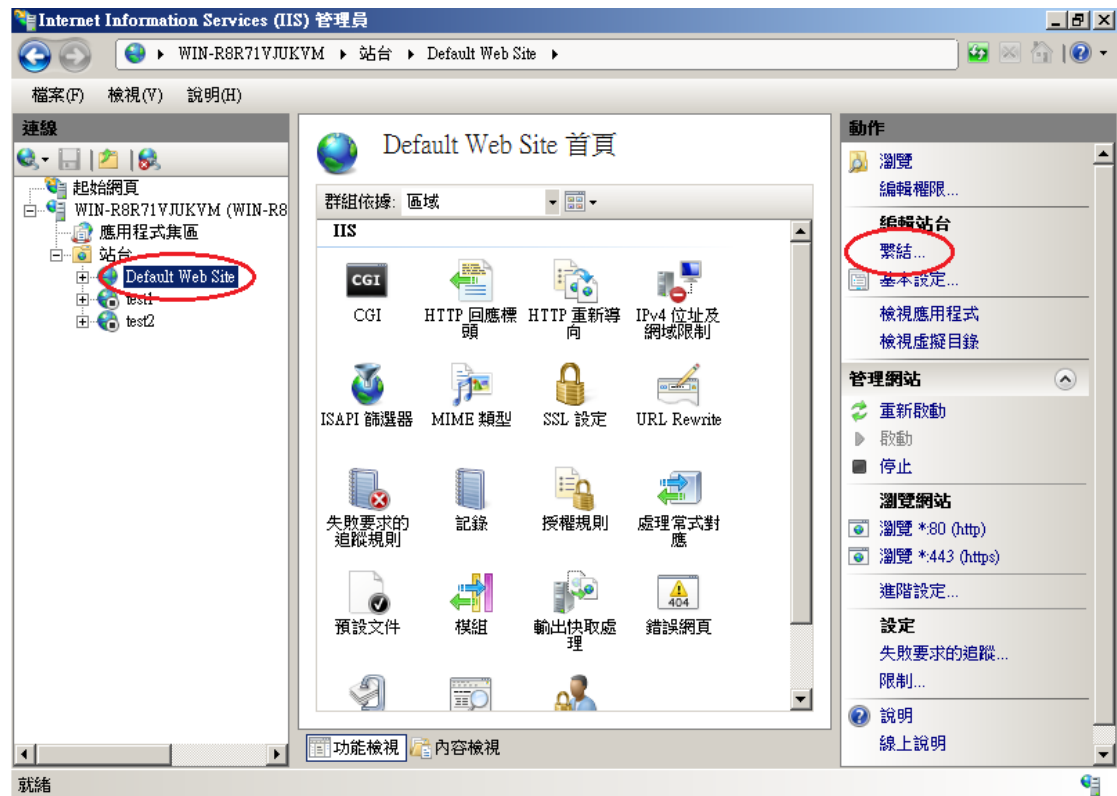 Internet Information Services (IIS) 管理員
WIN-R8R71VJUKVM ▸ 站台 ▸ Default Web Site ▸
檔案(F) 檢視(V) 說明(H)
連線
起始網頁
WIN-R8R71VJUKVM (WIN-R8
應用程式集區
站台
Default Web Site
test1
test2
Default Web Site 首頁
群組依據: 區域
IIS
CGI
CGI
HTTP 回應標
頭
HTTP 重新導
向
IPv4 位址及
網域限制
ISAPI 篩選器
MIME 類型
SSL 設定
URL Rewrite
失敗要求的
追蹤規則
記錄
授權規則
處理常式對
應
預設文件
模組
輸出快取處
理
404
錯誤網頁
功能檢視
內容檢視
動作
瀏覽
編輯權限...
編輯站台
繫結...
基本設定...
檢視應用程式
檢視虛擬目錄
管理網站
重新啟動
啟動
停止
瀏覽網站
瀏覽 *:80 (http)
瀏覽 *:443 (https)
進階設定...
設定
失敗要求的追蹤...
限制...
說明
線上說明
就緒